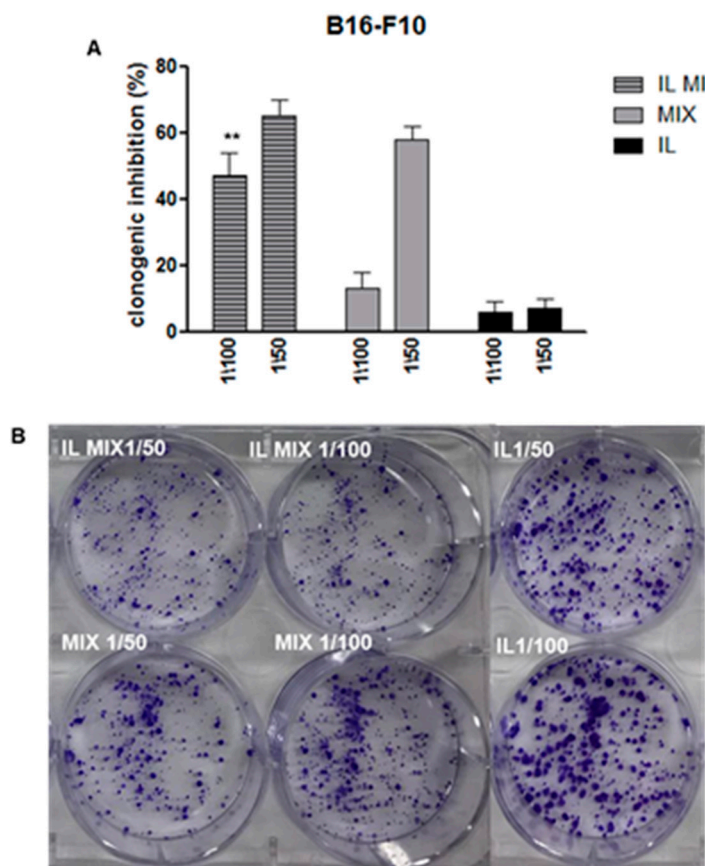 B16-F10
A
clonogenic inhibition (%)
80
60
40
20
0
**
1\100
1\50
1\100
1\50
1\100
1\50
IL MI
MIX
IL
B
IL MIX1/50
IL MIX 1/100
IL1/50
MIX 1/50
MIX 1/100
IL1/100